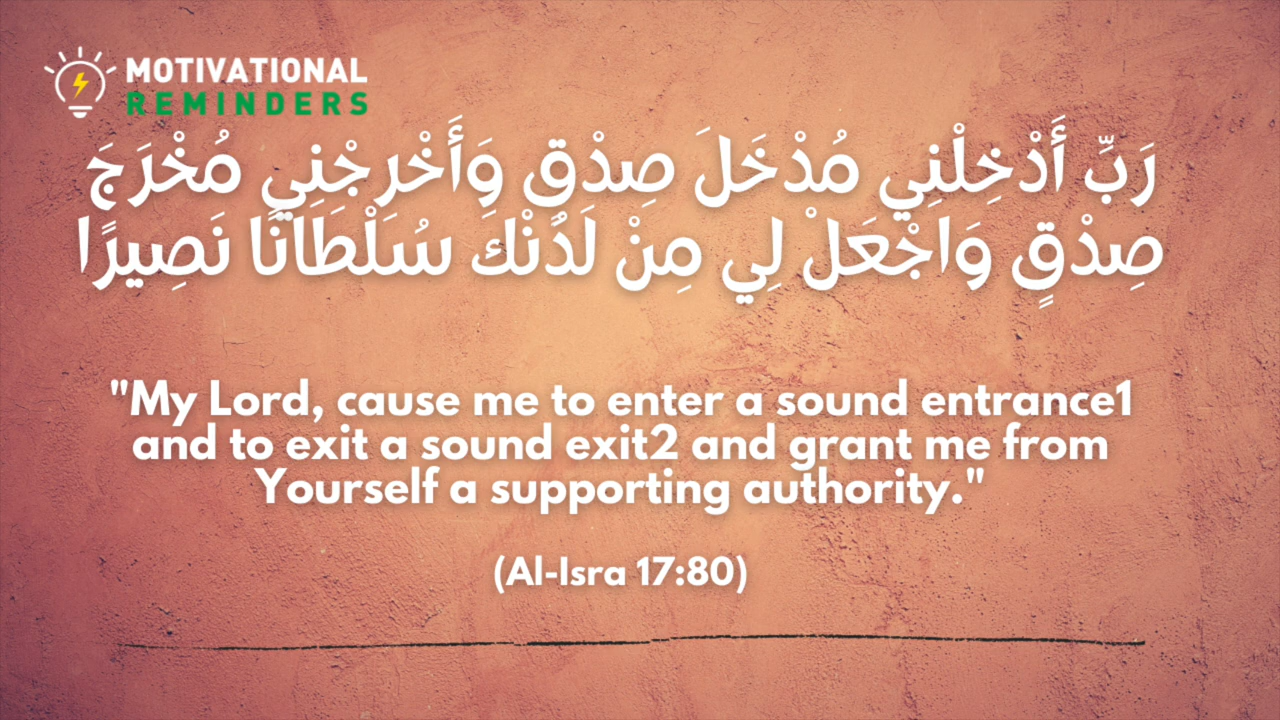 MOTIVATIONAL
REMINDERS
رَبِّ أَدْخِلْنِي مُدْخَلَ صِدْقٍ وَأَخْرِجْنِي مُخْرَجَ
صِدْقٍ وَاجْعَلْ لِي مِنْ لَدُنْكَ سُلْطَانًا نَصِيرًا
"My Lord, cause me to enter a sound entrance1
and to exit a sound exit2 and grant me from
Yourself a supporting authority."
(Al-Isra 17:80)